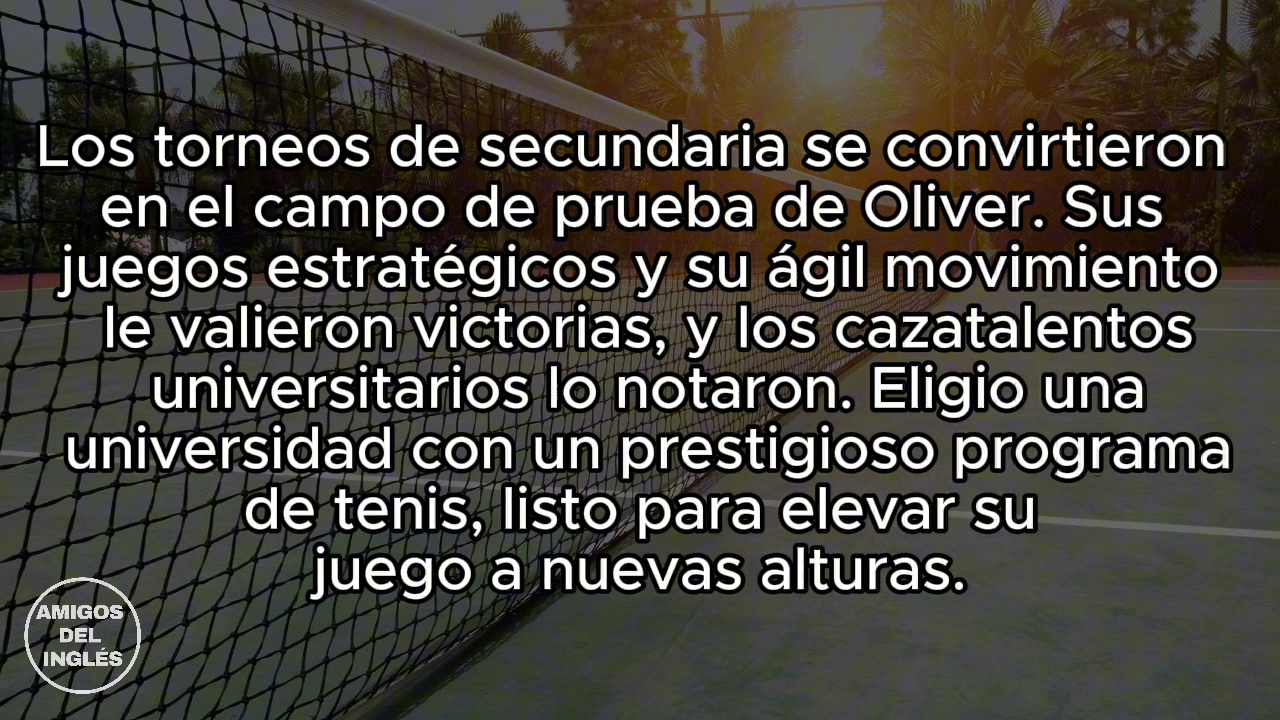 Los torneos de secundaria se convirtieron
en el campo de prueba de Oliver. Sus
juegos estratégicos y su ágil movimiento
le valieron victorias, y los cazatalentos
universitarios lo notaron. Eligio una
universidad con un prestigioso programa
de tenis, listo para elevar su
juego a nuevas alturas.
AMIGOS
DEL
INGLÉS